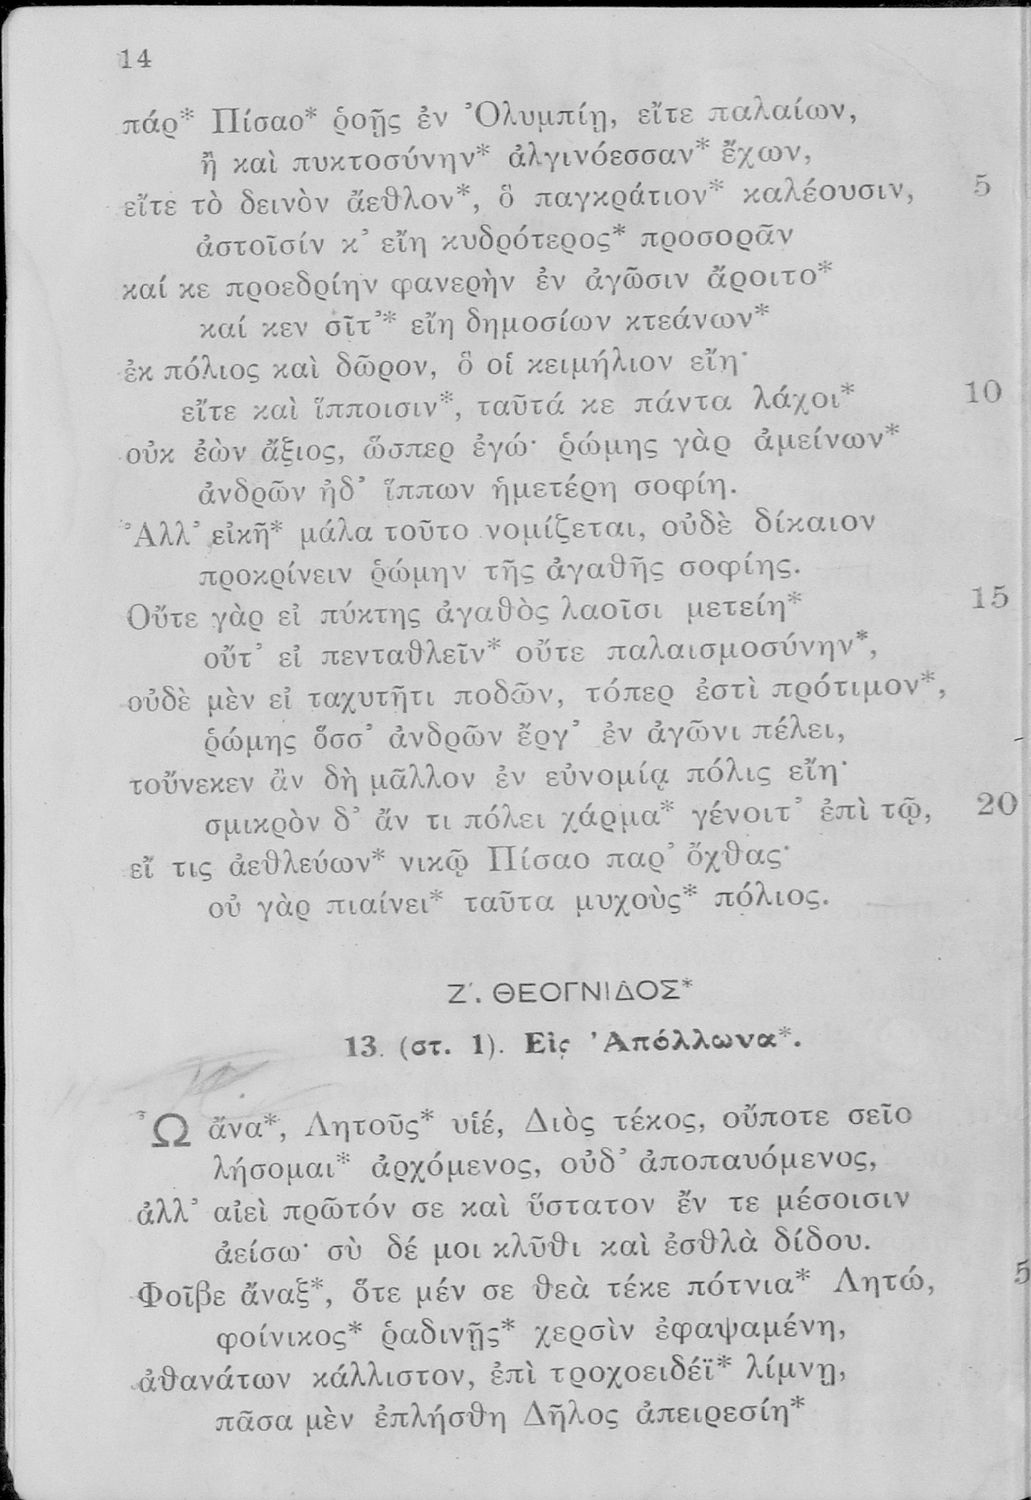 14
πάρ* Πίσαο* ῥοῇς ἐν Ὀλυμπίῃ, εἴτε παλαίων,
ἢ καὶ πυκτοσύνην* ἀλγινόεσσαν* ἔχων,
εἴτε τὸ δεινὸν ἄεθλον*, ὃ παγκράτιον* καλέουσιν, 5
ἀστοῖσίν κ’ εἴη κυδρότερος* προσορᾶν
καί κε προεδρίην φανερὴν ἐν ἀγῶσιν ἄροιτο*
καί κεν σῖτ’* εἴη δημοσίων κτεάνων*
ἐκ πόλιος καὶ δῶρον, ὅ οἱ κειμήλιον εἴη·
εἴτε καὶ ἵπποισιν*, ταῦτά κε πάντα λάχοι* 10
οὐκ ἐὼν ἄξιος, ὥσπερ ἐγώ· ῥώμης γὰρ ἀμείνων*
ἀνδρῶν ἠδ’ ἵππων ἡμετέρη σοφίη.
Ἀλλ’ εἰκῆ* μάλα τοῦτο νομίζεται, οὐδὲ δίκαιον
προκρίνειν ῥώμην τῆς ἀγαθῆς σοφίης.
Οὔτε γὰρ εἰ πύκτης ἀγαθὸς λαοῖσι μετείη* 15
οὔτ’ εἰ πενταθλεῖν* οὔτε παλαισμοσύνην*,
οὐδὲ μὲν εἰ ταχυτῆτι ποδῶν, τόπερ ἐστὶ πρότιμον*,
ῥώμης ὅσσ’ ἀνδρῶν ἔργ’ ἐν ἀγῶνι πέλει,
τοὔνεκεν ἂν δὴ μᾶλλον ἐν εὐνομίᾳ πόλις εἴη·
σμικρὸν δ’ ἄν τι πόλει χάρμα* γένοιτ’ ἐπὶ τῷ, 20
εἴ τις ἀεθλεύων* νικῷ Πίσαο παρ’ ὄχθας·
οὐ γὰρ πιαίνει* ταῦτα μυχοὺς* πόλιος.
Ζ΄. ΘΕΟΓΝΙΔΟΣ*
13. (στ. 1). Εἰς Ἀπόλλωνα*.
Ὦ ἄνα*, Λητοῦς* υἱέ, Διὸς τέκος, οὔποτε σεῖο
λήσομαι* ἀρχόμενος, οὐδ’ ἀποπαυόμενος,
ἀλλ’ αἰεὶ πρῶτόν σε καὶ ὕστατον ἔν τε μέσοισιν
ἀείσω· σὺ δέ μοι κλῦθι καὶ ἐσθλὰ δίδου.
Φοῖβε ἄναξ*, ὅτε μέν σε θεὰ τέκε πότνια* Λητώ, 5
φοίνικος* ῥαδινῇς* χερσὶν ἐφαψαμένη,
ἀθανάτων κάλλιστον, ἐπὶ τροχοειδέϊ* λίμνῃ,
πᾶσα μὲν ἐπλήσθη Δῆλος ἀπειρεσίη*